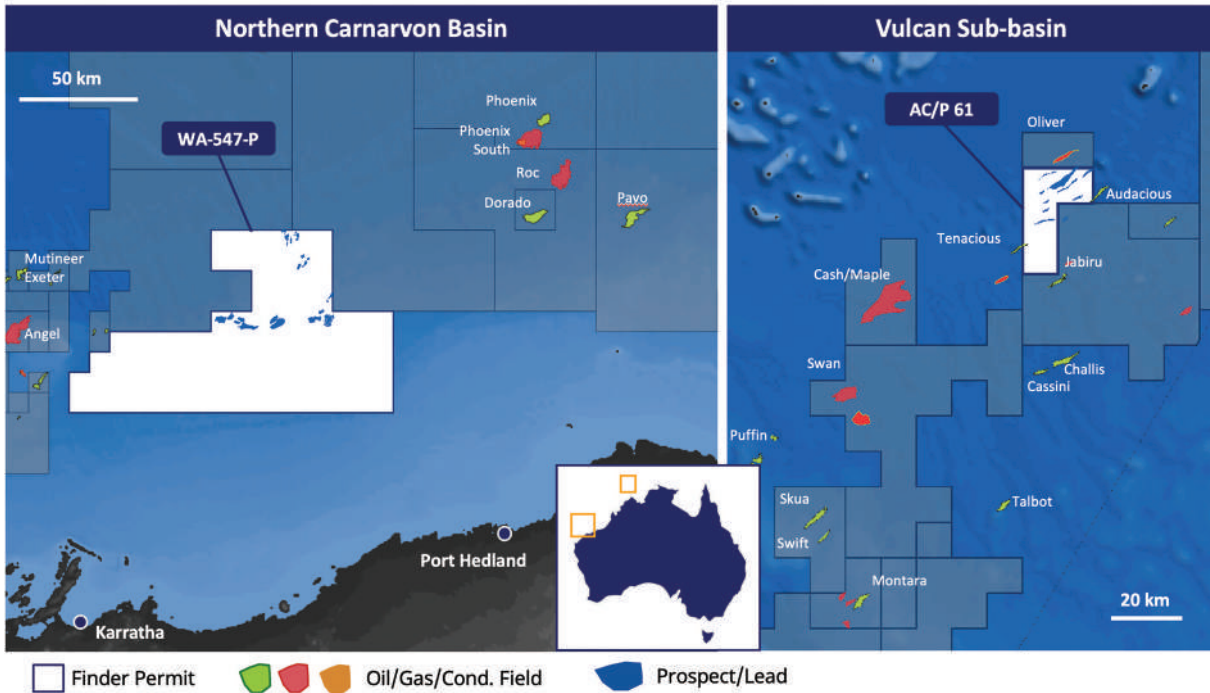 Northern Carnarvon Basin
50 km
WA-547-P
Phoenix
Phoenix
South
Roc
Dorado
Pavo
Mutineer
Exeter
Angel
Port Hedland
Karratha
Vulcan Sub-basin
AC/P 61
Oliver
Audacious
Tenacious
Jabiru
Cash/Maple
Swan
Challis
Cassini
Puffin
Skua
Talbot
Swift
Montara
20 km
Finder Permit
Oil/Gas/Cond. Field
Prospect/Lead